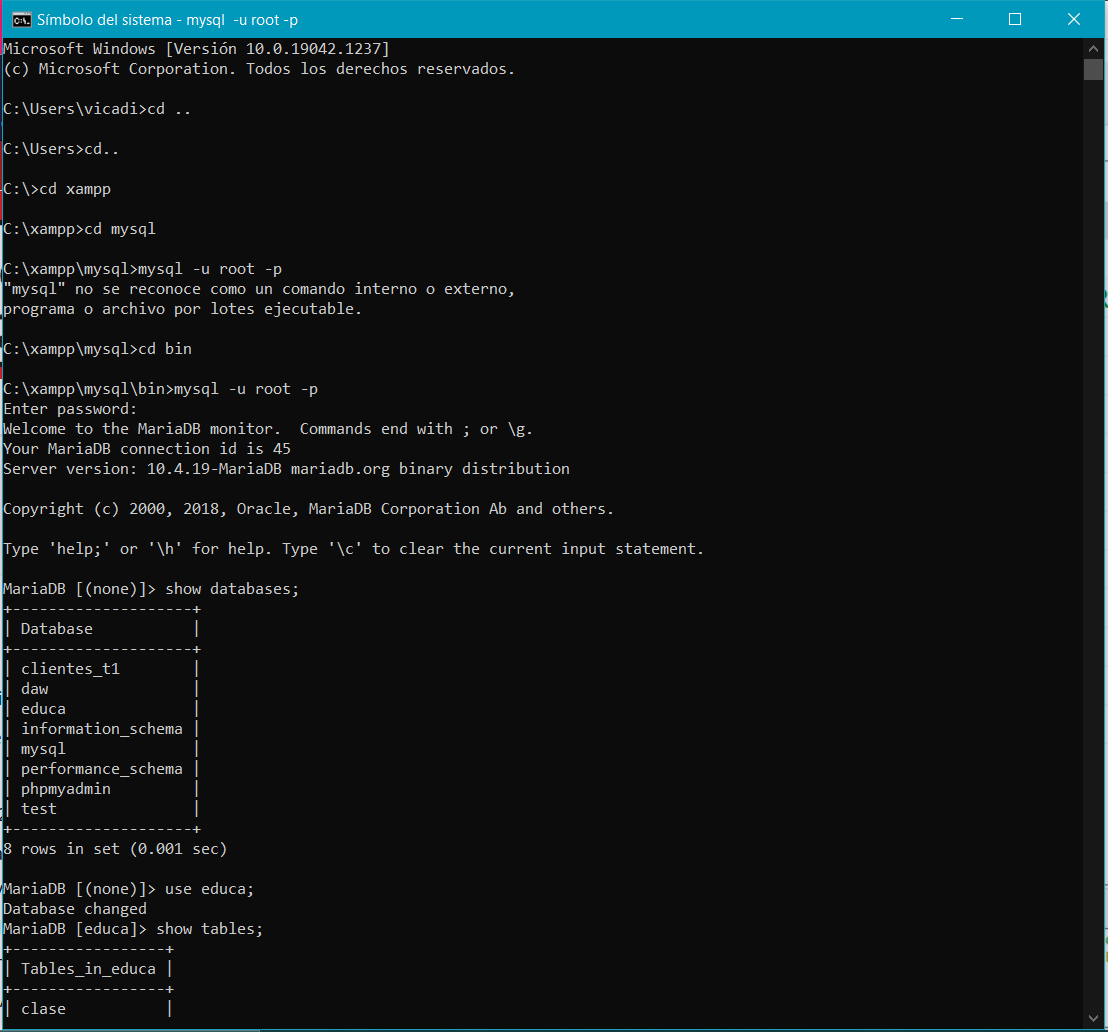 Símbolo del sistema - mysql  -u root -p
Microsoft Windows [Versión 10.0.19042.1237]
(c) Microsoft Corporation. Todos los derechos reservados.
C:\Users\vicadi>cd ..
C:\Users>cd..
C:\>cd xampp
C:\xampp>cd mysql
C:\xampp\mysql>mysql -u root -p
"mysql" no se reconoce como un comando interno o externo,
programa o archivo por lotes ejecutable.
C:\xampp\mysql>cd bin
C:\xampp\mysql\bin>mysql -u root -p
Enter password:
Welcome to the MariaDB monitor.  Commands end with ; or \g.
Your MariaDB connection id is 45
Server version: 10.4.19-MariaDB mariadb.org binary distribution
Copyright (c) 2000, 2018, Oracle, MariaDB Corporation Ab and others.
Type 'help;' or '\h' for help. Type '\c' to clear the current input statement.
MariaDB [(none)]> show databases;
+--------------------+
| Database           |
+--------------------+
| clientes_t1        |
| daw                |
| educa              |
| information_schema |
| mysql              |
| performance_schema |
| phpmyadmin         |
| test               |
+--------------------+
8 rows in set (0.001 sec)
MariaDB [(none)]> use educa;
Database changed
MariaDB [educa]> show tables;
+-----------------+
| Tables_in_educa |
+-----------------+
| clase           |